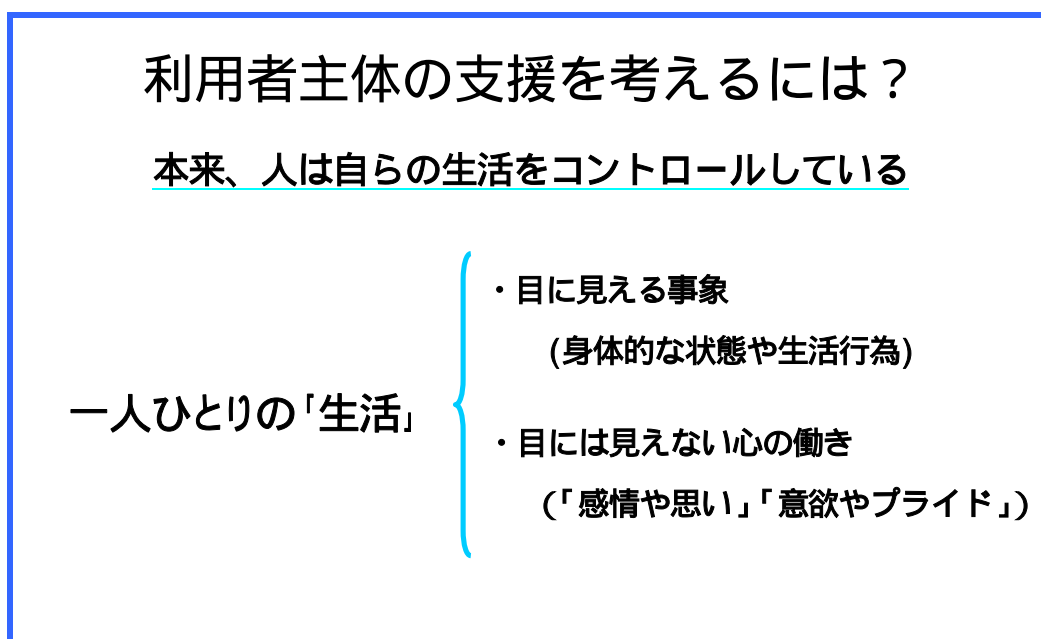 利用者主体の支援を考えるには？
本来、人は自らの生活をコントロールしている
・目に見える事象
(身体的な状態や生活行為)
一人ひとりの「生活」
・目には見えない心の働き
(「感情や思い」「意欲やプライド」)